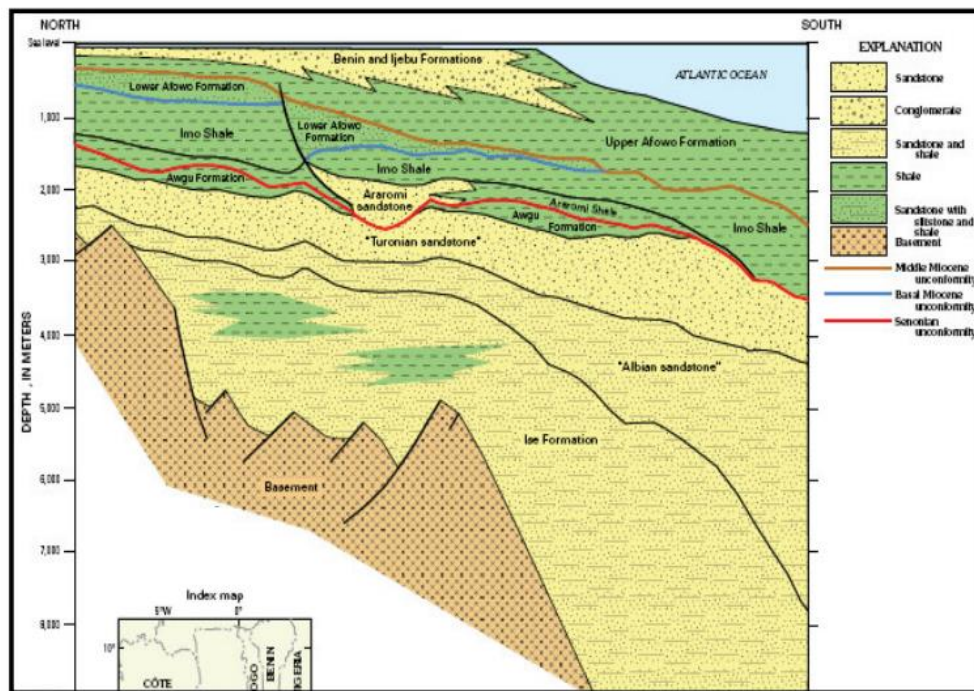 NORTH
SOUTH
Sea level
1,000
2,000
3,000
4,000
5,000
6,000
7,000
8,000
DEPTH, IN METERS
Benin and Ijebu Formations
ATLANTIC OCEAN
Lower Afowo Formation
Lower Afowo
Formation
Upper Afowo Formation
Imo Shale
Imo Shale
Awgu Formation
Araromi
sandstone
Araromi Shale
Awgu
Formation
Imo Shale
"Turonian sandstone"
"Albian sandstone"
Ise Formation
Basement
EXPLANATION
Sandstone
Conglomerate
Sandstone and
shale
Shale
Sandstone with
siltstone and
shale
Basement
Middle Miocene
unconformity
Basal Miocene
unconformity
Senonian
unconformity
Index map
5°W
0°
10°
CÔTE
OGO
BENIN
IGERIA